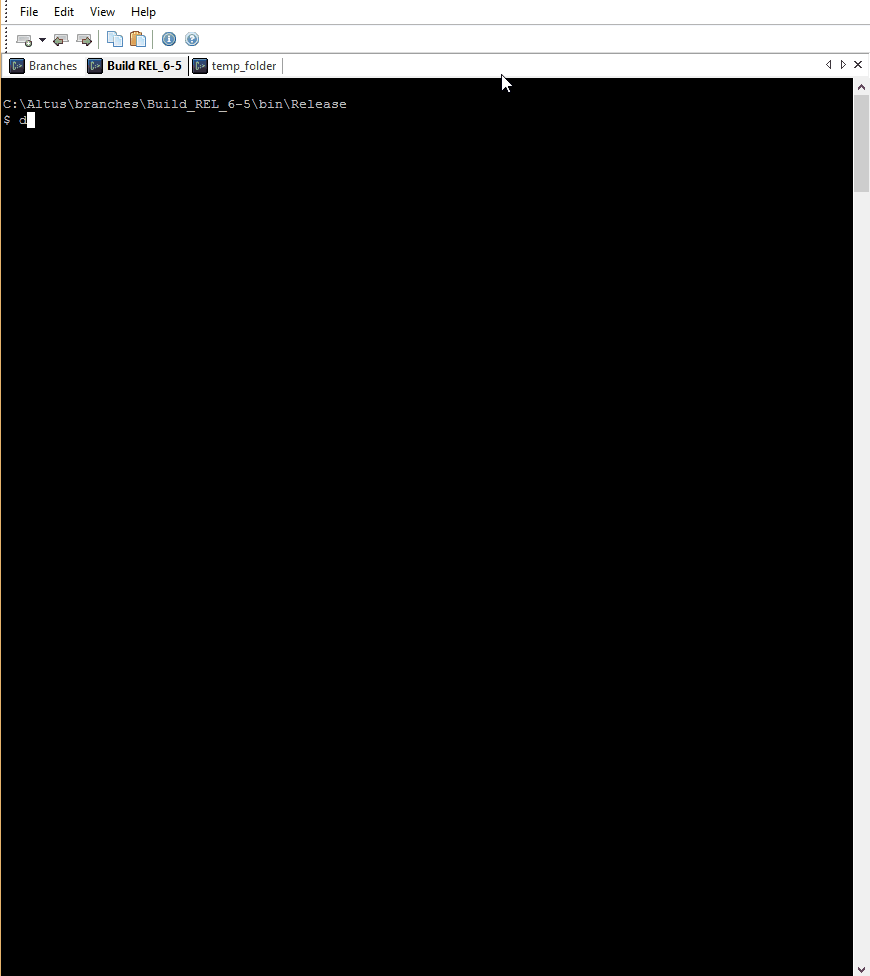 File Edit View Help
Branches Build REL_6-5 temp_folder
C:\Altus\branches\Build_REL_6-5\bin\Release
$ d